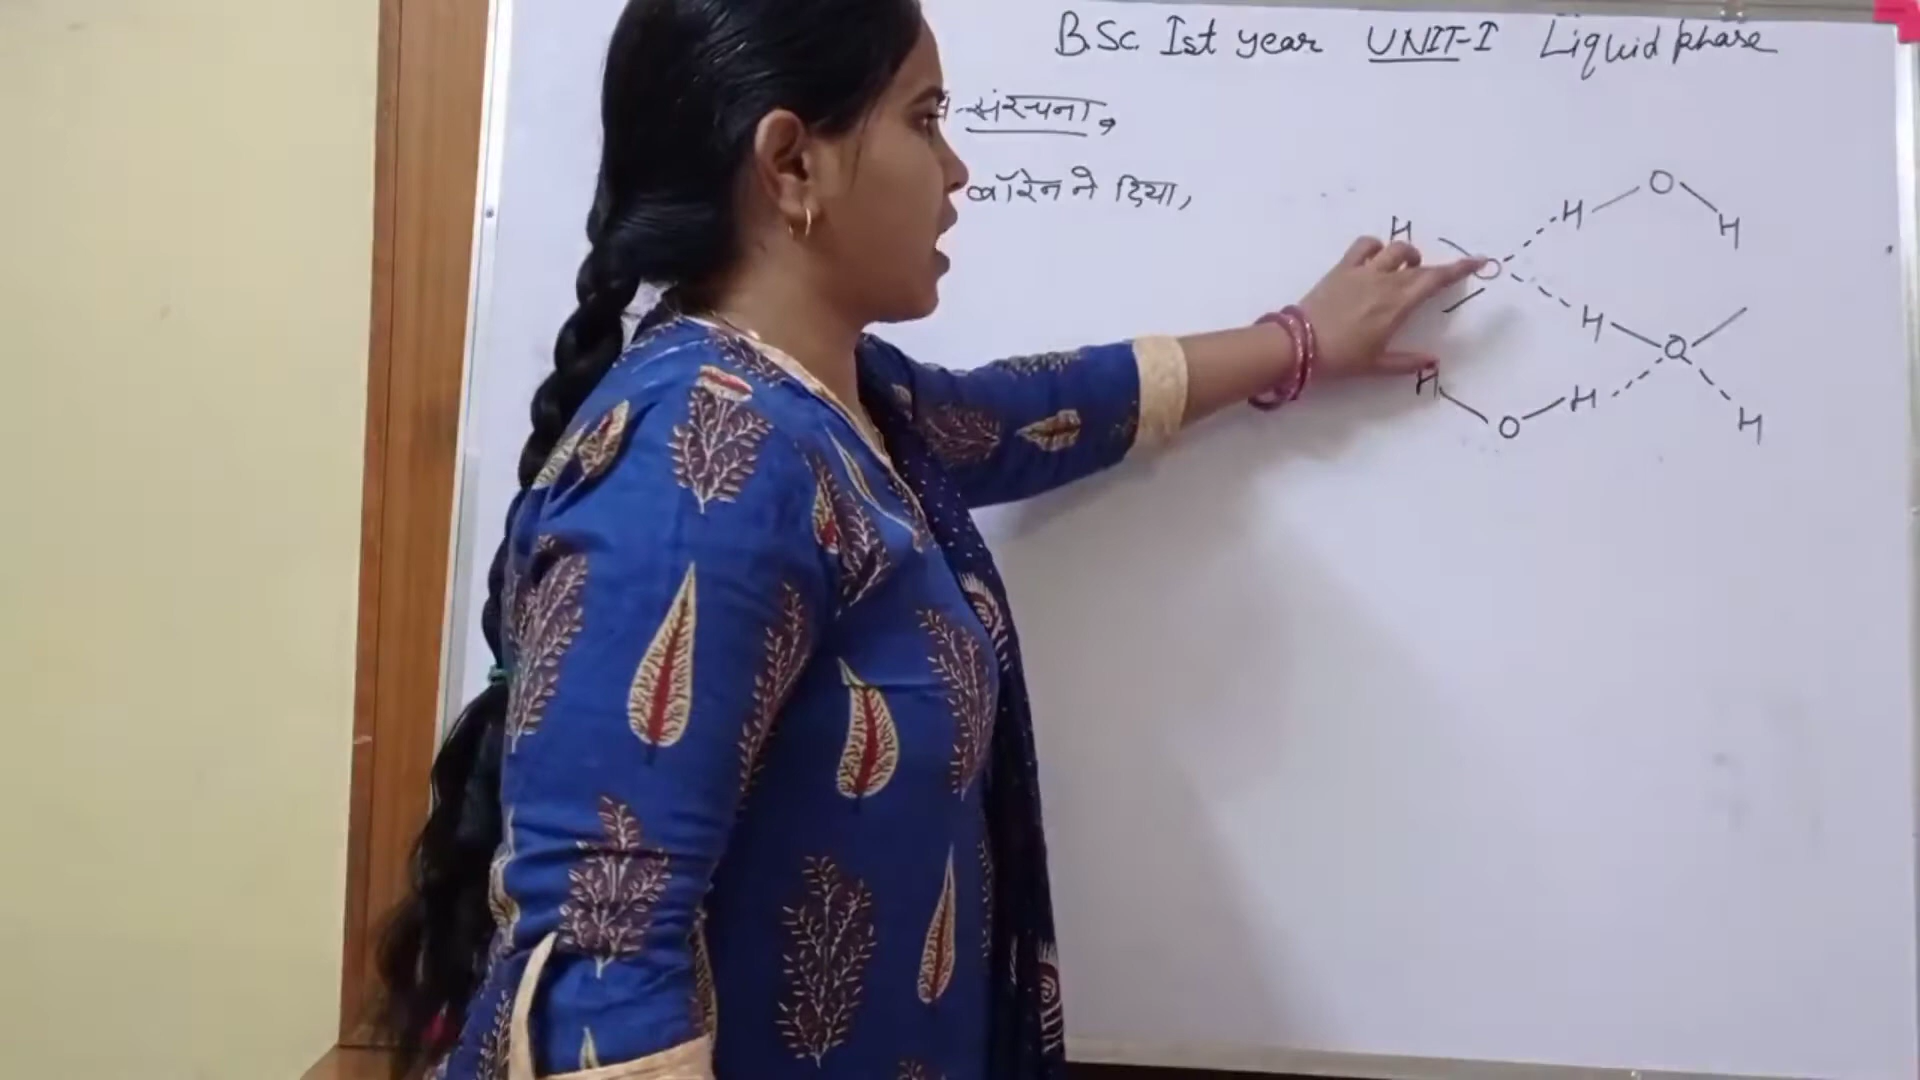 B.Sc. Ist year UNIT-I Liquid phase
संरचना,
वॉरेन ने दिया,
H O H
H O
H O
H O H H